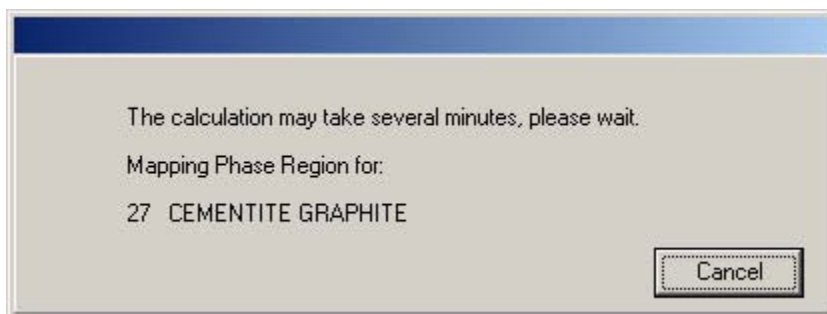 The calculation may take several minutes, please wait.
Mapping Phase Region for:
27 CEMENTITE GRAPHITE
Cancel